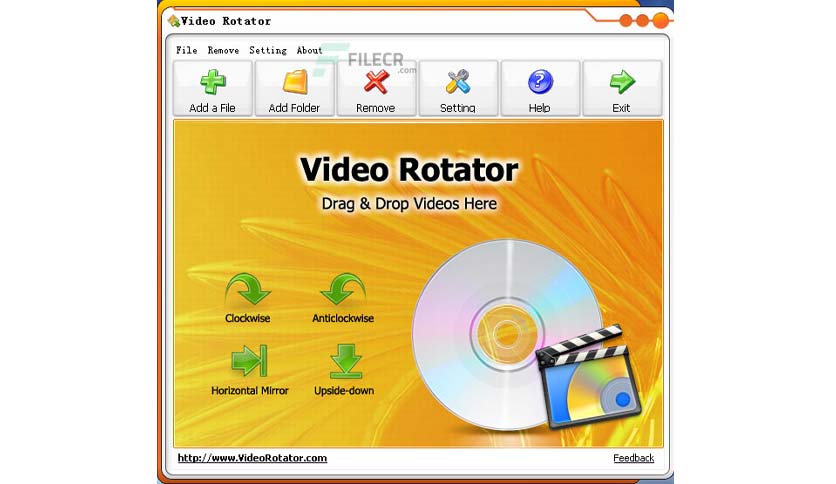 Video Rotator
File Remove Setting About
FILECR
.com
Add a File Add Folder Remove Setting Help Exit
Video Rotator
Drag & Drop Videos Here
Clockwise Anticlockwise
Horizontal Mirror Upside-down
http://www.VideoRotator.com Feedback